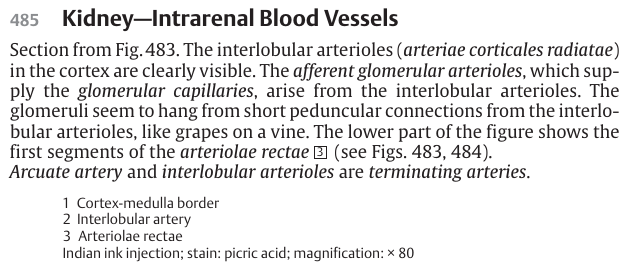 485 Kidney—Intrarenal Blood Vessels
Section from Fig. 483. The interlobular arterioles (arteriae corticales radiatae)
in the cortex are clearly visible. The afferent glomerular arterioles, which sup-
ply the glomerular capillaries, arise from the interlobular arterioles. The
glomeruli seem to hang from short peduncular connections from the interlo-
bular arterioles, like grapes on a vine. The lower part of the figure shows the
first segments of the arteriolae rectae 3 (see Figs. 483, 484).
Arcuate artery and interlobular arterioles are terminating arteries.
1 Cortex-medulla border
2 Interlobular artery
3 Arteriolae rectae
Indian ink injection; stain: picric acid; magnification: × 80